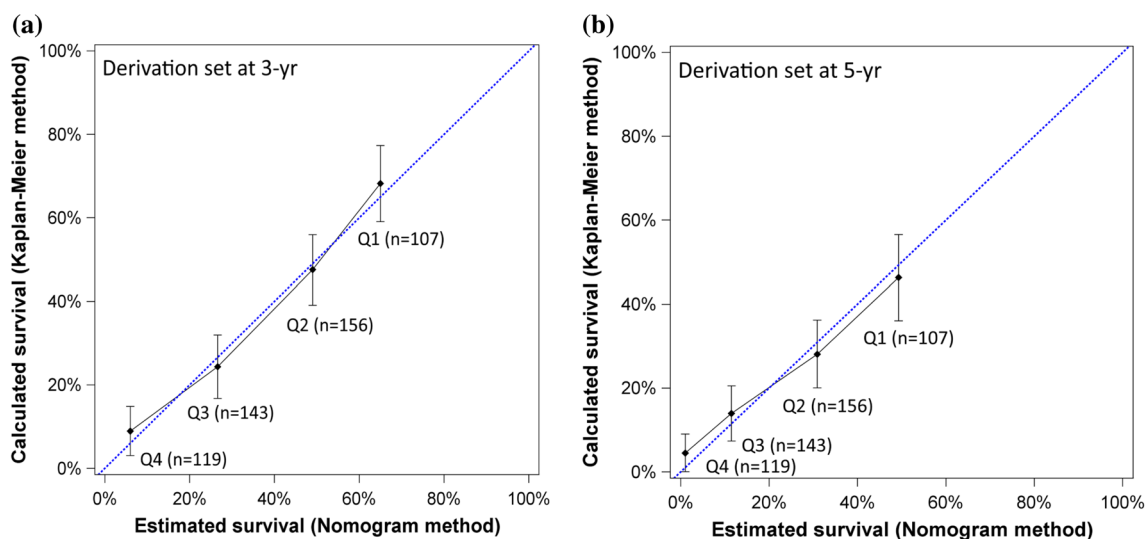 (a)
Calculated survival (Kaplan-Meier method)
100%
80%
60%
40%
20%
0%
Derivation set at 3-yr
Q1 (n=107)
Q2 (n=156)
Q3 (n=143)
Q4 (n=119)
0% 20% 40% 60% 80% 100%
Estimated survival (Nomogram method)
(b)
Calculated survival (Kaplan-Meier method)
100%
80%
60%
40%
20%
0%
Derivation set at 5-yr
Q1 (n=107)
Q2 (n=156)
Q3 (n=143)
Q4 (n=119)
0% 20% 40% 60% 80% 100%
Estimated survival (Nomogram method)